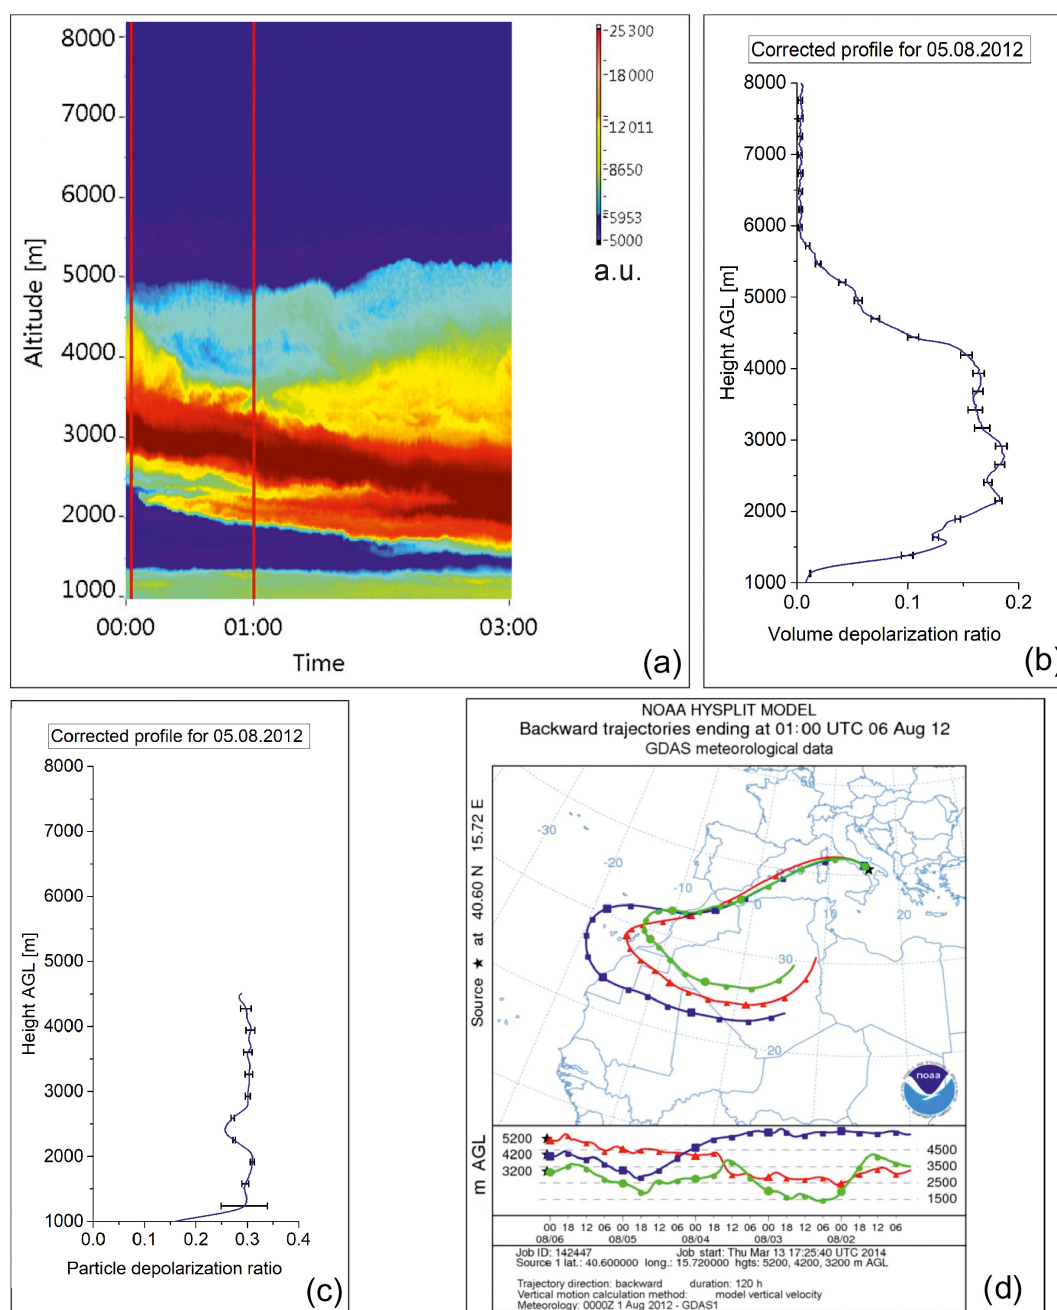 8000
7000
6000
5000
4000
3000
2000
1000
Altitude [m]
00:00 01:00 03:00
Time
25 300
18 000
12 011
8650
5953
5000
a.u.
(a)
Corrected profile for 05.08.2012
8000
7000
6000
5000
4000
3000
2000
1000
Height AGL [m]
0.0 0.1 0.2
Volume depolarization ratio
(b)
Corrected profile for 05.08.2012
8000
7000
6000
5000
4000
3000
2000
1000
Height AGL [m]
0.0 0.1 0.2 0.3 0.4
Particle depolarization ratio
(c)
NOAA HYSPLIT MODEL
Backward trajectories ending at 01:00 UTC 06 Aug 12
GDAS meteorological data
Source ★ at 40.60 N 15.72 E
50
-30
-20
-10
0
10
20
30
20
noaa
m AGL
5200
4200
3200
4500
3500
2500
1500
00 18 12 06 00 18 12 06 00 18 12 06 00 18 12 06 00 18 12 06
08/06 08/05 08/04 08/03 08/02
Job ID: 142447 Job start: Thu Mar 13 17:25:40 UTC 2014
Source 1 lat.: 40.600000 long.: 15.720000 hgts: 5200, 4200, 3200 m AGL
Trajectory direction: backward duration: 120 h
Vertical motion calculation method: model vertical velocity
Meteorology: 0000Z 1 Aug 2012 - GDAS1
(d)